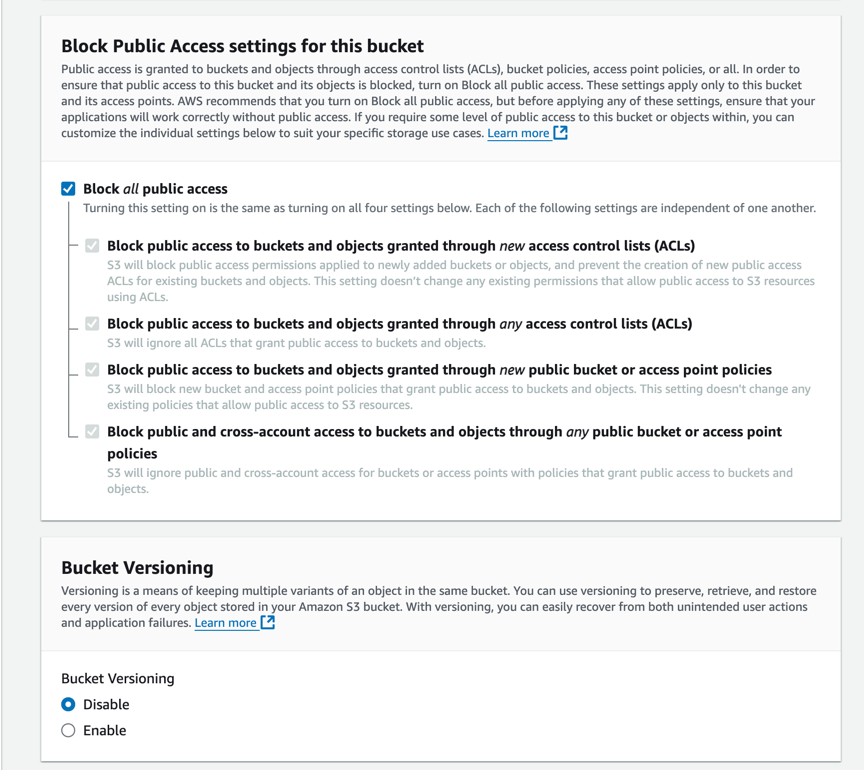 Block Public Access settings for this bucket
Public access is granted to buckets and objects through access control lists (ACLs), bucket policies, access point policies, or all. In order to
ensure that public access to this bucket and its objects is blocked, turn on Block all public access. These settings apply only to this bucket
and its access points. AWS recommends that you turn on Block all public access, but before applying any of these settings, ensure that your
applications will work correctly without public access. If you require some level of public access to this bucket or objects within, you can
customize the individual settings below to suit your specific storage use cases. Learn more
Block all public access
Turning this setting on is the same as turning on all four settings below. Each of the following settings are independent of one another.
Block public access to buckets and objects granted through new access control lists (ACLs)
S3 will block public access permissions applied to newly added buckets or objects, and prevent the creation of new public access
ACLs for existing buckets and objects. This setting doesn't change any existing permissions that allow public access to S3 resources
using ACLs.
Block public access to buckets and objects granted through any access control lists (ACLs)
S3 will ignore all ACLs that grant public access to buckets and objects.
Block public access to buckets and objects granted through new public bucket or access point policies
S3 will block new bucket and access point policies that grant public access to buckets and objects. This setting doesn't change any
existing policies that allow public access to S3 resources.
Block public and cross-account access to buckets and objects through any public bucket or access point
policies
S3 will ignore public and cross-account access for buckets or access points with policies that grant public access to buckets and
objects.
Bucket Versioning
Versioning is a means of keeping multiple variants of an object in the same bucket. You can use versioning to preserve, retrieve, and restore
every version of every object stored in your Amazon S3 bucket. With versioning, you can easily recover from both unintended user actions
and application failures. Learn more
Bucket Versioning
Disable
Enable